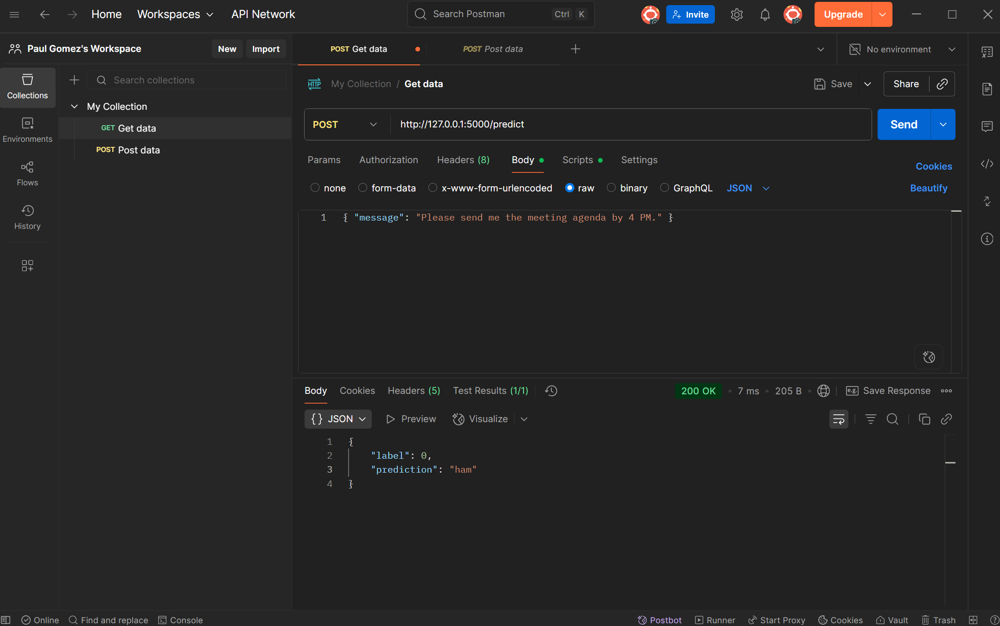 Home Workspaces API Network Search Postman Ctrl K Invite Upgrade
Paul Gomez's Workspace New Import
POST Get data POST Post data No environment
Collections
Search collections
My Collection / Get data Save Share
HTTP
My Collection
GET Get data
POST Post data
Environments
Flows
History
POST http://127.0.0.1:5000/predict Send
Params Authorization Headers (8) Body Scripts Settings Cookies
none form-data x-www-form-urlencoded raw binary GraphQL JSON Beautify
1 { "message": "Please send me the meeting agenda by 4 PM." }
Body Cookies Headers (5) Test Results (1/1) 200 OK • 7 ms • 205 B • e.g. Save Response
{} JSON Preview Visualize
1 {
2 "label": 0,
3 "prediction": "ham"
4 }
Online Find and replace Console Postbot Runner Start Proxy Cookies Vault Trash